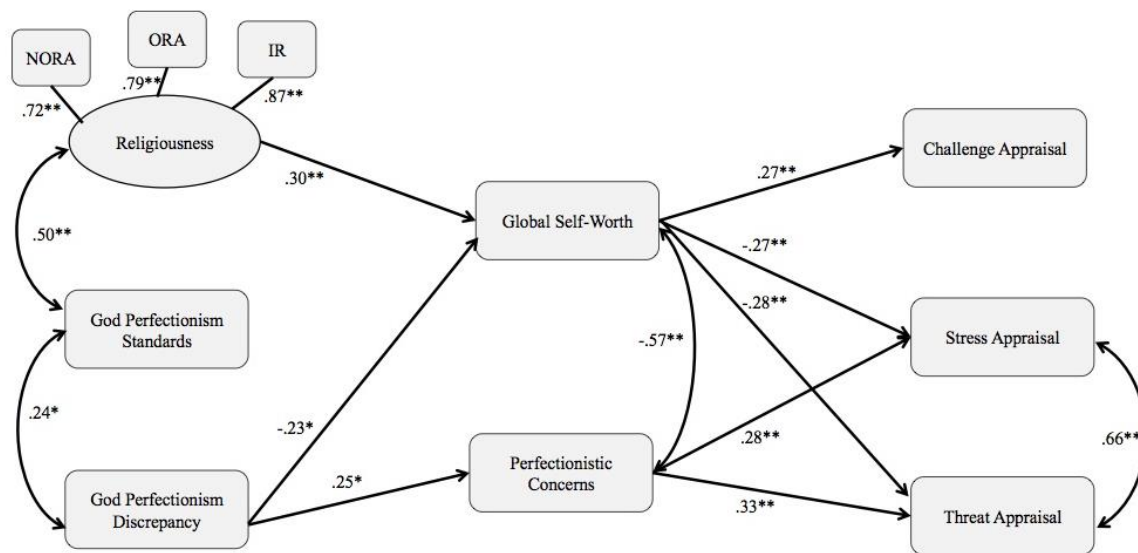 NORA
ORA
IR
.72**
.79**
.87**
Religiousness
Challenge Appraisal
.30**
.27**
Global Self-Worth
.50**
-.27**
-.28**
God Perfectionism
Standards
Stress Appraisal
-.57**
.24*
-.23*
.28**
.66**
Perfectionistic
Concerns
.25*
.33**
God Perfectionism
Discrepancy
Threat Appraisal